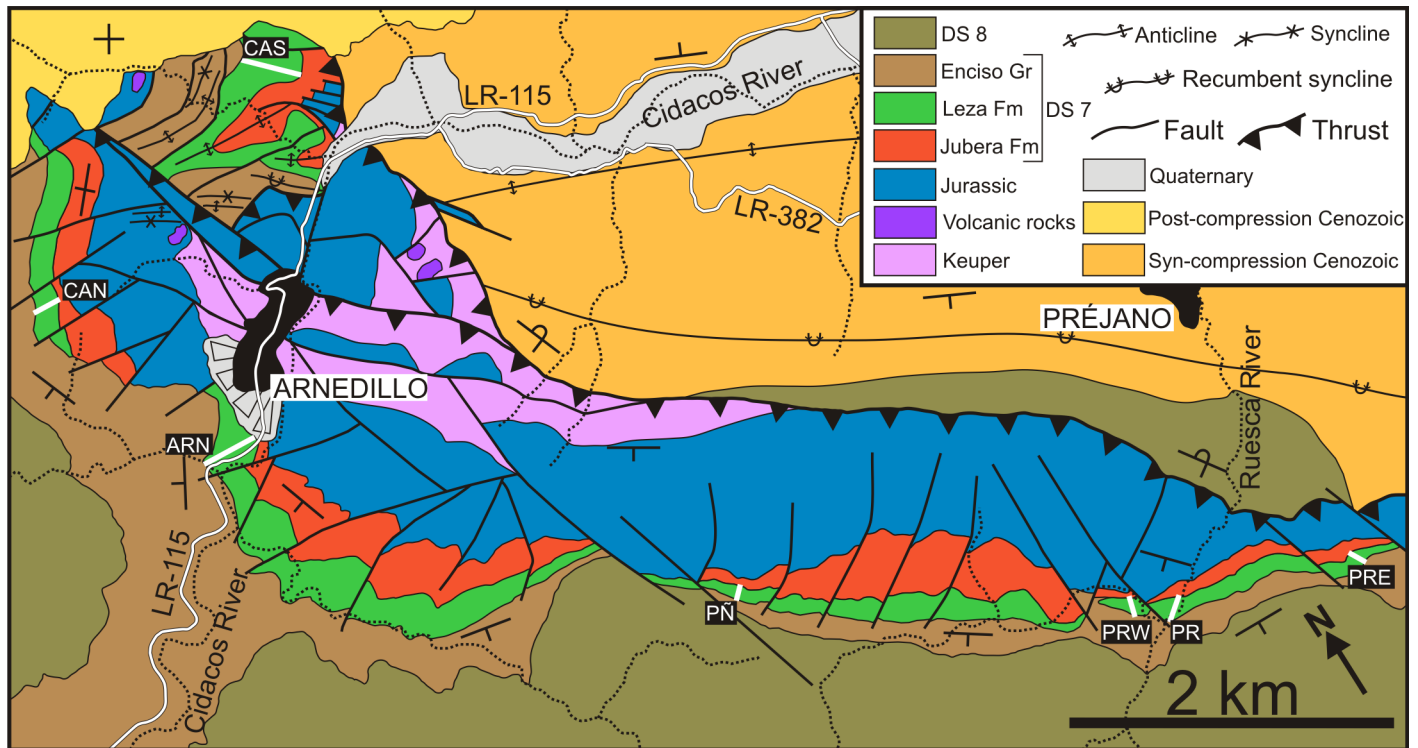 CAS
LR-115
Cidacos River
LR-382
DS 8
Enciso Gr
Leza Fm
Jubera Fm
DS 7
Jurassic
Volcanic rocks
Keuper
Anticline
Syncline
Recumbent syncline
Fault
Thrust
Quaternary
Post-compression Cenozoic
Syn-compression Cenozoic
CAN
PRÉJANO
ARNEDILLO
Ruesca River
ARN
LR-115
Cidacos River
PÑ
PRW
PR
PRE
N
2 km